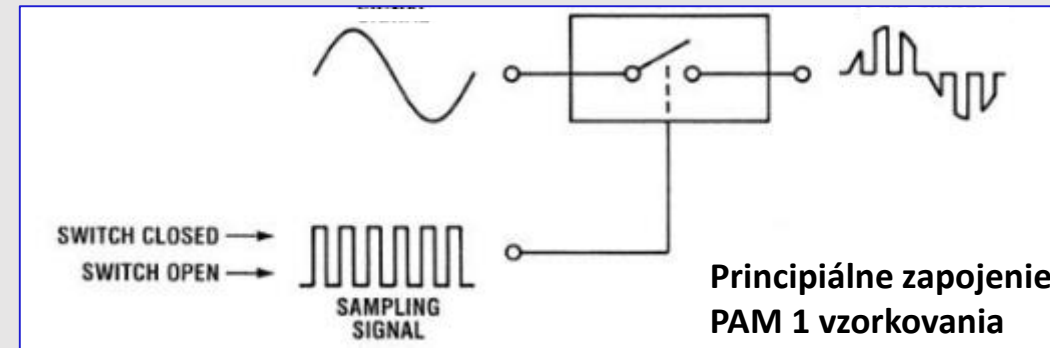 SWITCH CLOSED
SWITCH OPEN
SAMPLING
SIGNAL
Principiálne zapojenie
PAM 1 vzorkovania